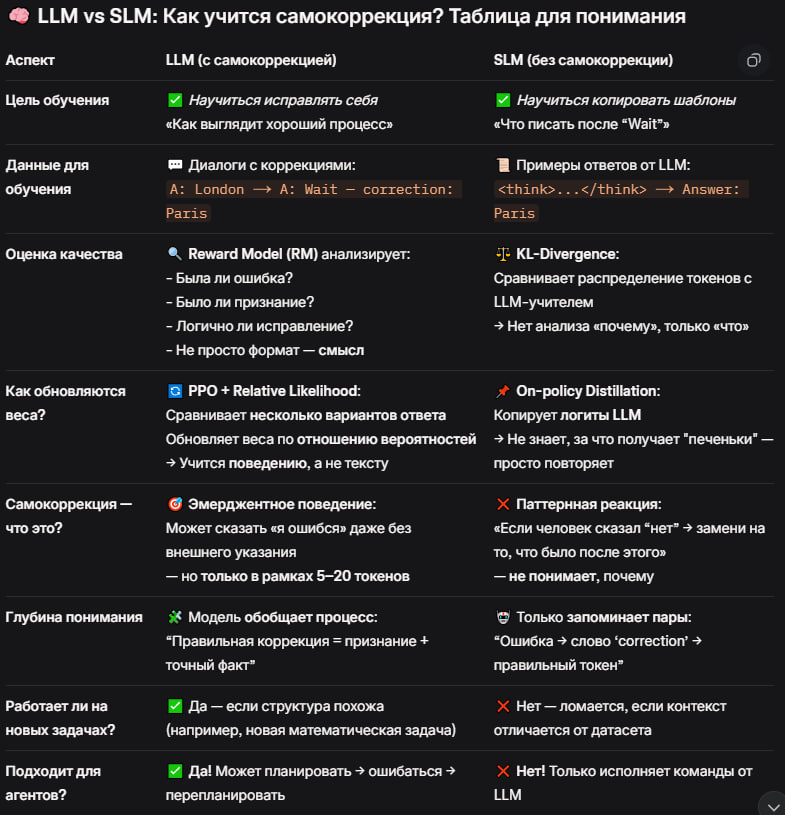 🧠 LLM vs SLM: Как учится самокоррекция? Таблица для понимания
Аспект LLM (с самокоррекцией) SLM (без самокоррекции)
Цель обучения ✅ Научиться исправлять себя ✅ Научиться копировать шаблоны
«Как выглядит хороший процесс» «Что писать после “Wait”»
Данные для обучения
💬 Диалоги с коррекциями:
A: London ⟶ A: Wait — correction:
Paris
📜 Примеры ответов от LLM:
<think>...</think> ⟶ Answer:
Paris
Оценка качества
🔍 Reward Model (RM) анализирует:
- Была ли ошибка?
- Было ли признание?
- Логично ли исправление?
- Не просто формат — смысл
⚖️ KL-Divergence:
Сравнивает распределение токенов с
LLM-учителем
→ Нет анализа «почему», только «что»
Как обновляются
веса?
🔄 PPO + Relative Likelihood:
Сравнивает несколько вариантов ответа
Обновляет веса по отношению вероятностей
→ Учится поведению, а не тексту
📌 On-policy Distillation:
Копирует логиты LLM
→ Не знает, за что получает "печеньки" —
просто повторяет
Самокоррекция —
что это?
🎯 Эмерджентное поведение:
Может сказать «я ошибся» даже без
внешнего указания
— но только в рамках 5–20 токенов
❌ Паттернная реакция:
«Если человек сказал “нет” → замени на
то, что было после этого»
— не понимает, почему
Глубина понимания
🧩 Модель обобщает процесс:
“Правильная коррекция = признание +
точный факт”
🤖 Только запоминает пары:
“Ошибка → слово ‘correction’ →
правильный токен”
Работает ли на
новых задачах?
✅ Да — если структура похожа
(например, новая математическая задача)
❌ Нет — ломается, если контекст
отличается от датасета
Подходит для
агентов?
✅ Да! Может планировать → ошибаться →
перепланировать
❌ Нет! Только исполняет команды от
LLM